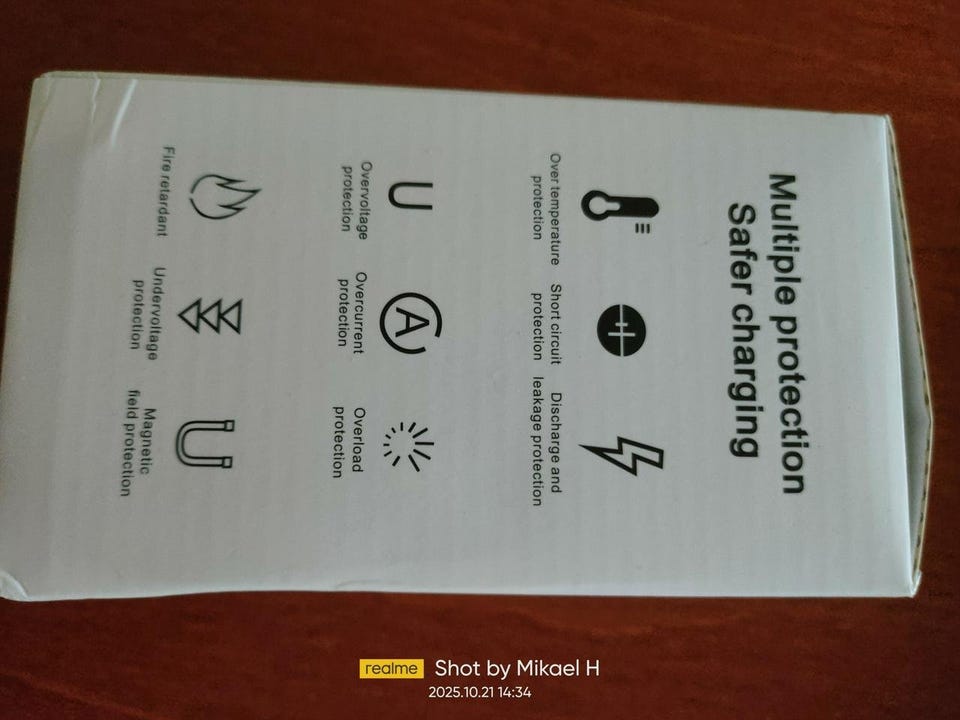 Multiple protection
Safer charging
Over temperature
protection
Short circuit
protection
Discharge and
leakage protection
U
Overvoltage
protection
A
Overcurrent
protection
Overload
protection
Fire retardant
Undervoltage
protection
Magnetic
field protection
realme Shot by Mikael H
2025.10.21 14:34